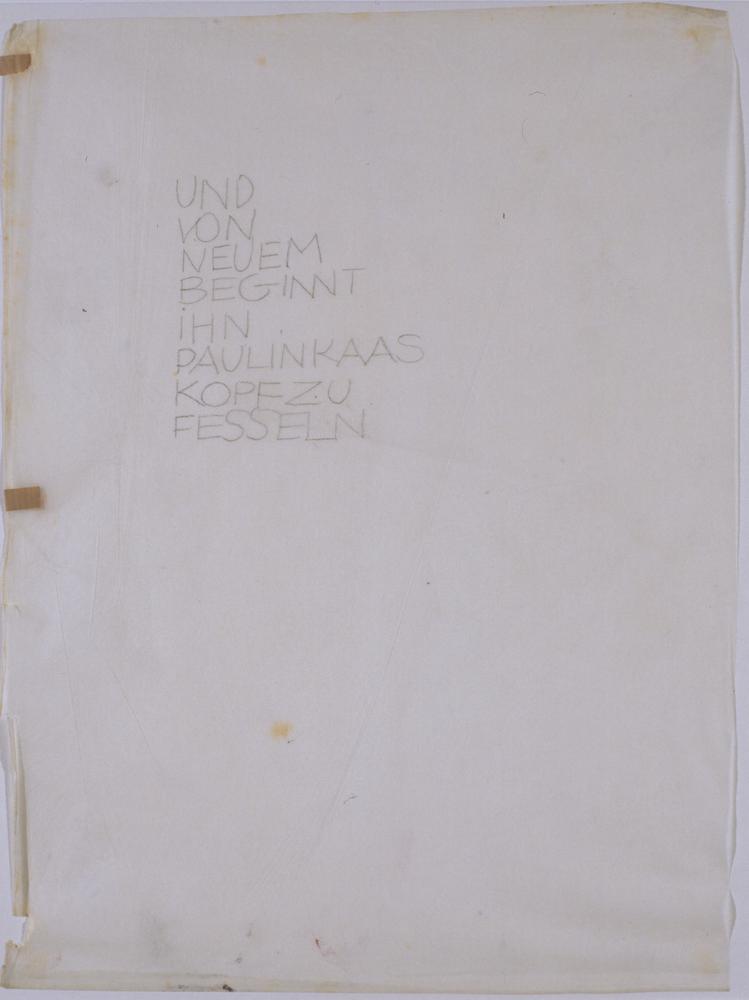 UND
VON
NEUEM
BEGINNT
iHN
PAULINKAAS
KOPF ZU
FESSELN